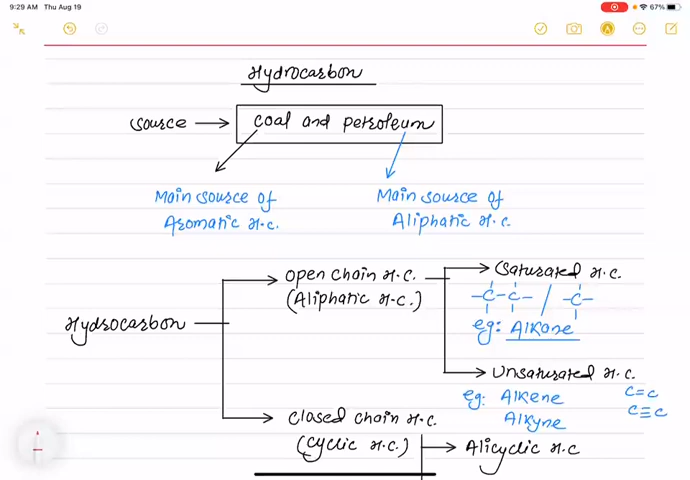 9:29 AM Thu Aug 19
67%
Hydrocarbon
Source → coal and petroleum
Main source of
Aromatic H.C.
Main source of
Aliphatic H.C.
Hydrocarbon
Open chain H.C.
(Aliphatic H.C.)
Saturated H.C.
-C-C- / -C-
eg: Alkane
Unsaturated H.C.
eg: Alkene C=C
Alkyne C≡C
Closed chain H.C.
(cyclic H.C.)
Alicyclic H.C